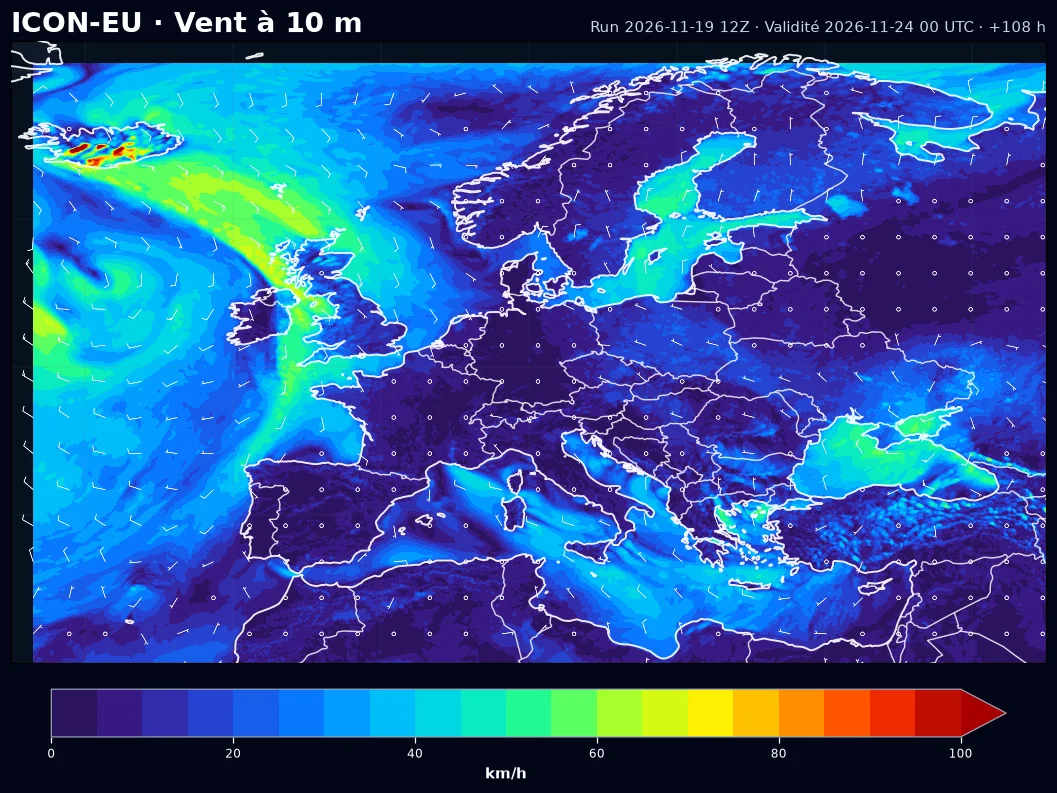 ICON-EU · Vent à 10 m
Run 2026-11-19 12Z · Validité 2026-11-24 00 UTC · +108 h
0 20 40 60 80 100
km/h